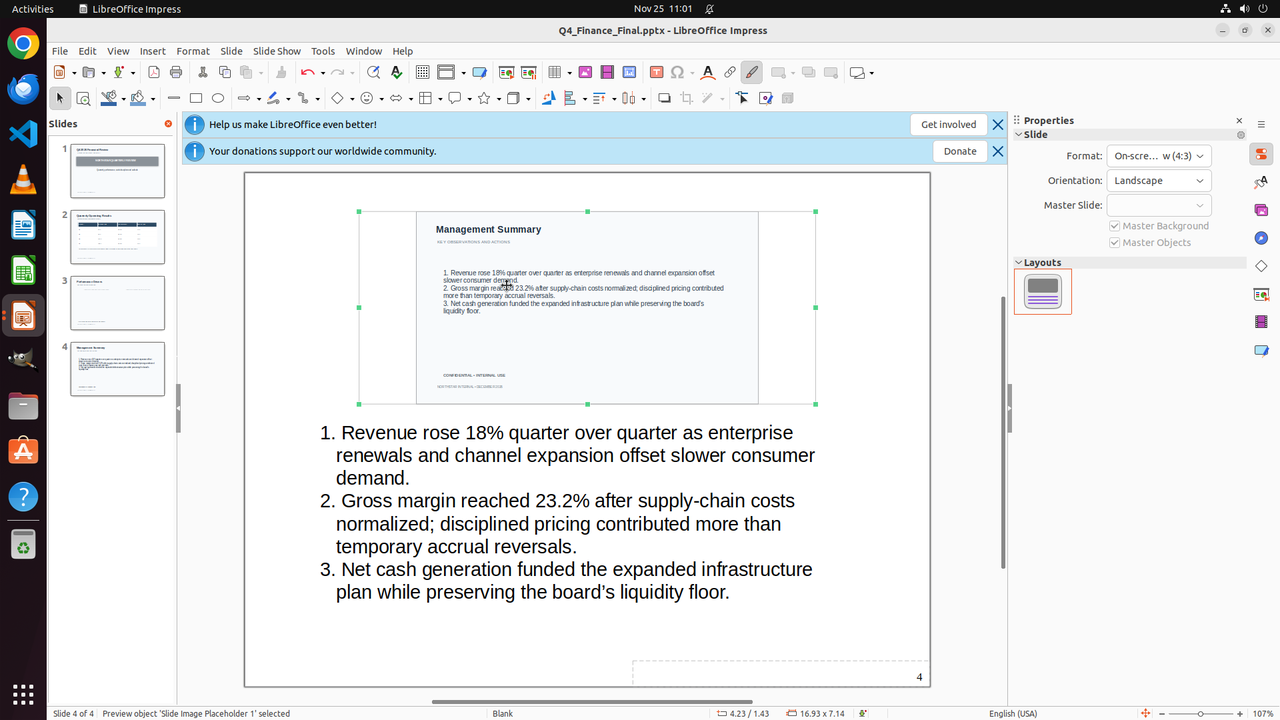 Activities
LibreOffice Impress
Nov 25 11:01
Q4_Finance_Final.pptx - LibreOffice Impress
File Edit View Insert Format Slide Slide Show Tools Window Help
Slides
Help us make LibreOffice even better!
Get involved
Your donations support our worldwide community.
Donate
1
2
3
4
Management Summary
KEY OBSERVATIONS AND ACTIONS
1. Revenue rose 18% quarter over quarter as enterprise renewals and channel expansion offset
slower consumer demand.
2. Gross margin reached 23.2% after supply-chain costs normalized; disciplined pricing contributed
more than temporary accrual reversals.
3. Net cash generation funded the expanded infrastructure plan while preserving the board's
liquidity floor.
CONFIDENTIAL • INTERNAL USE
1. Revenue rose 18% quarter over quarter as enterprise
renewals and channel expansion offset slower consumer
demand.
2. Gross margin reached 23.2% after supply-chain costs
normalized; disciplined pricing contributed more than
temporary accrual reversals.
3. Net cash generation funded the expanded infrastructure
plan while preserving the board’s liquidity floor.
4
Properties
Slide
Format: On-scre… w (4:3)
Orientation: Landscape
Master Slide:
Master Background
Master Objects
Layouts
Slide 4 of 4
Preview object 'Slide Image Placeholder 1' selected
Blank
4.23 / 1.43
16.93 x 7.14
English (USA)
107%